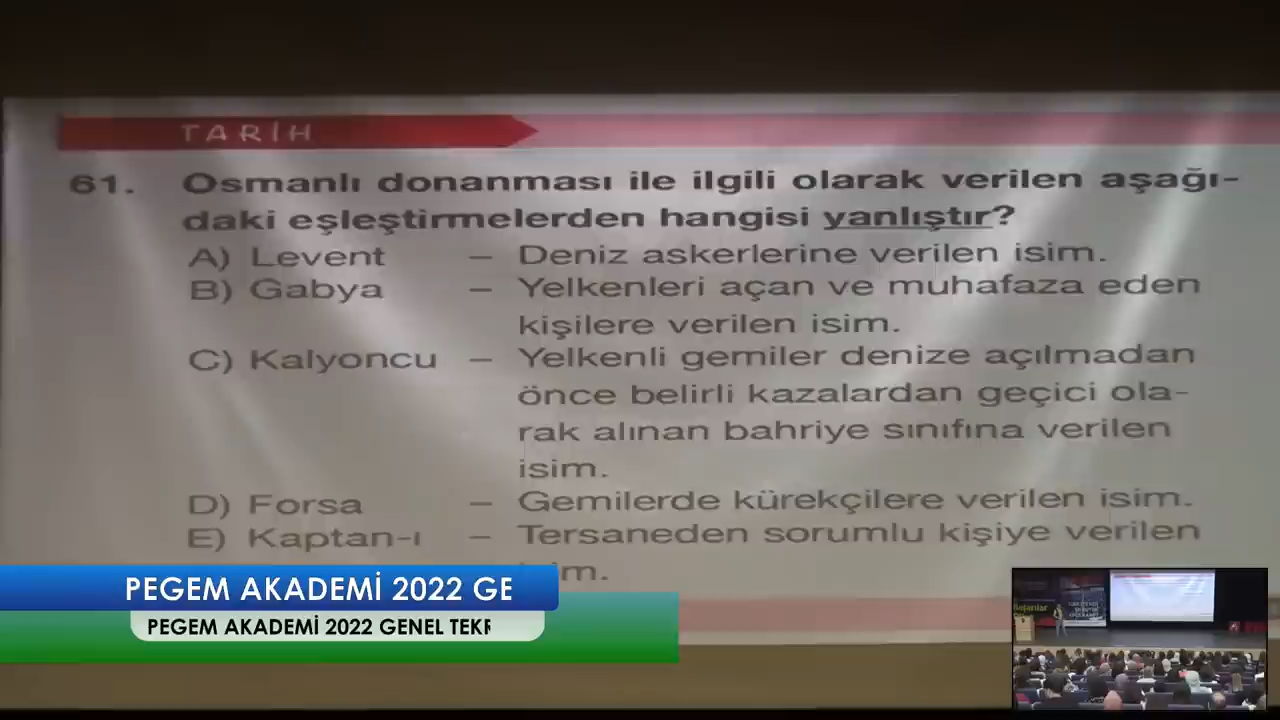 TARİH
61. Osmanlı donanması ile ilgili olarak verilen aşağı-
daki eşleştirmelerden hangisi yanlıştır?
A) Levent – Deniz askerlerine verilen isim.
B) Gabya – Yelkenleri açan ve muhafaza eden
kişilere verilen isim.
C) Kalyoncu – Yelkenli gemiler denize açılmadan
önce belirli kazalardan geçici ola-
rak alınan bahriye sınıfına verilen
isim.
D) Forsa – Gemilerde kürekçilere verilen isim.
E) Kaptan-ı – Tersaneden sorumlu kişiye verilen
PEGEM AKADEMİ 2022 GE
PEGEM AKADEMİ 2022 GENEL TEKR